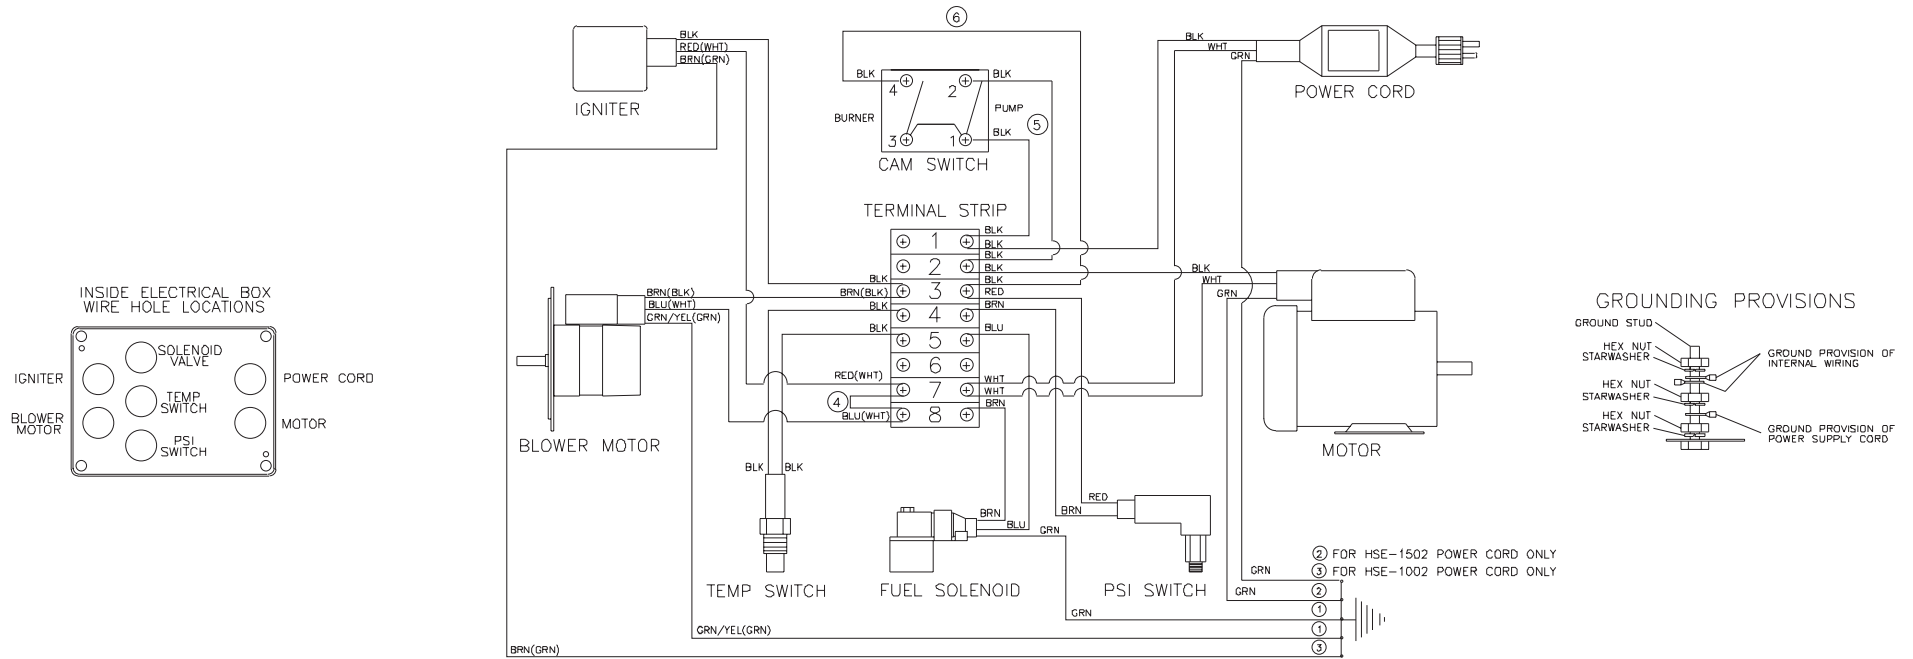 6
BLK
RED(WHT)
BRN(GRN)
IGNITER
BLK
BLK
4
2
BURNER
PUMP
3
1
BLK
5
CAM SWITCH
BLK
WHT
GRN
POWER CORD
TERMINAL STRIP
1
BLK
BLK
BLK
2
BLK
BLK
BLK
3
RED
BRN(BLK)
BLK
4
BRN
BLK
5
BLU
6
RED(WHT)
7
WHT
WHT
4
BLU(WHT)
8
BRN
BLK
WHT
GRN
MOTOR
INSIDE ELECTRICAL BOX
WIRE HOLE LOCATIONS
SOLENOID
VALVE
IGNITER
TEMP
SWITCH
BLOWER
MOTOR
PSI
SWITCH
POWER CORD
MOTOR
BRN(BLK)
BLU(WHT)
GRN/YEL(GRN)
BLOWER MOTOR
GROUNDING PROVISIONS
GROUND STUD
HEX NUT
STARWASHER
HEX NUT
STARWASHER
HEX NUT
STARWASHER
GROUND PROVISION OF
INTERNAL WIRING
GROUND PROVISION OF
POWER SUPPLY CORD
BLK
BLK
TEMP SWITCH
BRN
BLU
GRN
FUEL SOLENOID
RED
BRN
PSI SWITCH
2 FOR HSE-1502 POWER CORD ONLY
3 FOR HSE-1002 POWER CORD ONLY
GRN
GRN
2
GRN
1
GRN/YEL(GRN)
1
BRN(GRN)
3